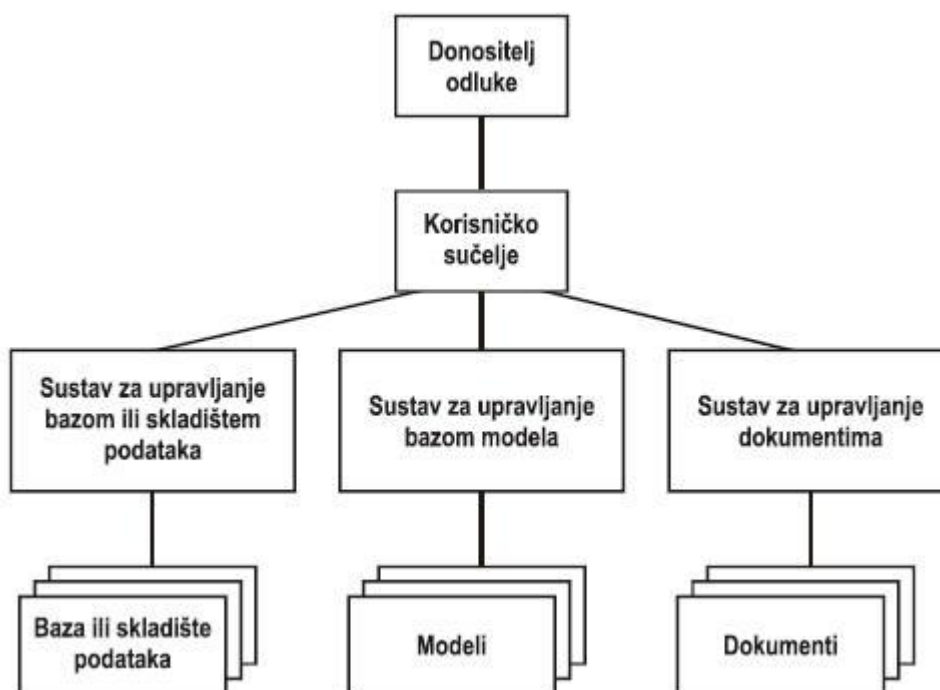 Donositelj
odluke
Korisničko
sučelje
Sustav za upravljanje
bazom ili skladištem
podataka
Sustav za upravljanje
bazom modela
Sustav za upravljanje
dokumentima
Baza ili skladište
podataka
Modeli
Dokumenti